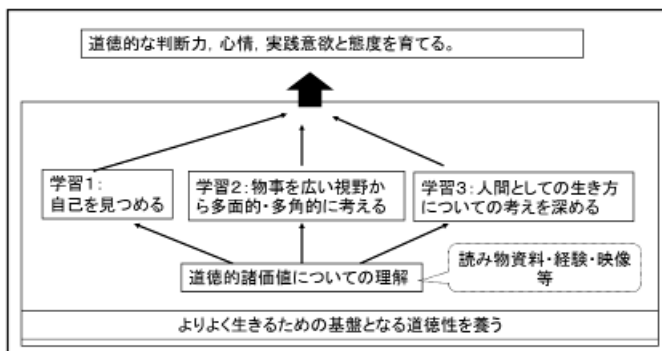 道徳的な判断力，心情，実践意欲と態度を育てる。
学習１：
自己を見つめる
学習２：物事を広い視野か
ら多面的・多角的に考える
学習３：人間としての生き方
についての考えを深める
道徳的諸価値についての理解
読み物資料・経験・映像
等
よりよく生きるための基盤となる道徳性を養う